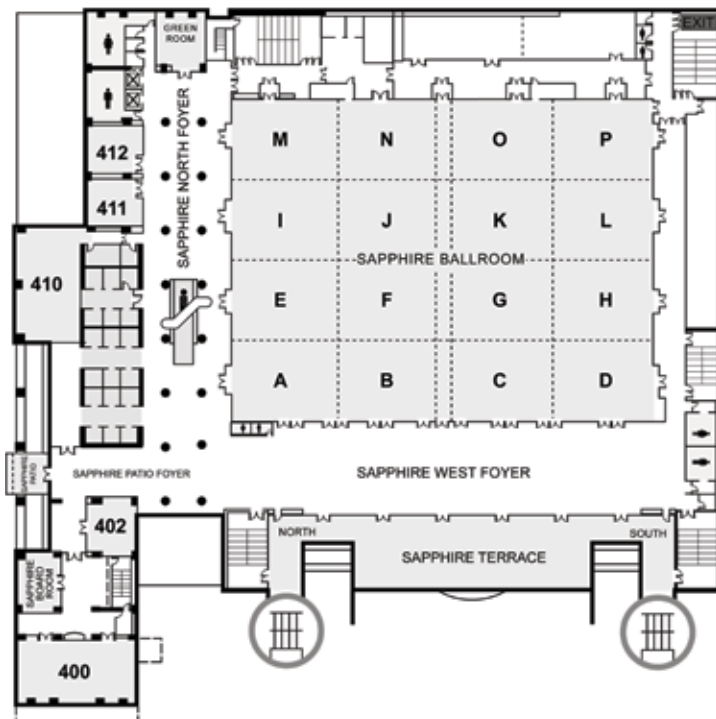 GREEN
ROOM
EXIT
SAPPHIRE NORTH FOYER
M
N
O
P
412
411
I
J
K
L
SAPPHIRE BALLROOM
410
E
F
G
H
A
B
C
D
SAPPHIRE PATIO
SAPPHIRE PATIO FOYER
SAPPHIRE WEST FOYER
402
NORTH
SOUTH
SAPPHIRE TERRACE
SAPPHIRE
BOARD
ROOM
400